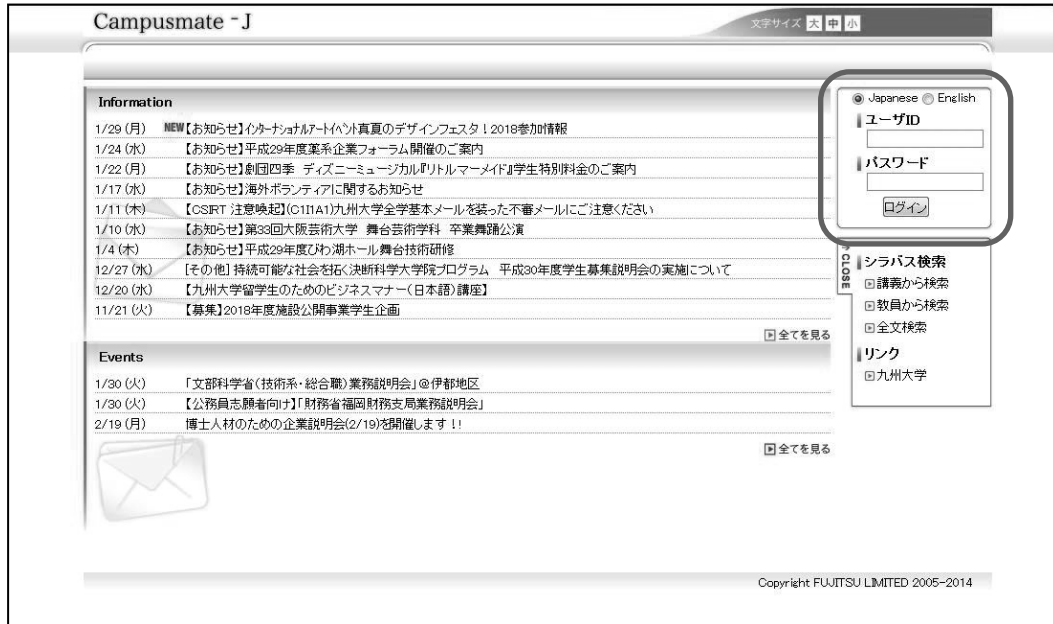 Campusmate-J
文字サイズ 大 中 小
Information
1/29 (月) NEW【お知らせ】インターナショナルアートイベント真夏のデザインフェスタ!2018参加情報
1/24 (水) 【お知らせ】平成29年度薬系企業フォーラム開催のご案内
1/22 (月) 【お知らせ】劇団四季 ディズニーミュージカル『リトルマーメイド』学生特別料金のご案内
1/17 (水) 【お知らせ】海外ボランティアに関するお知らせ
1/11 (木) 【CSIRT 注意喚起】(C1I1A1)九州大学全学基本メールを装った不審メールにご注意ください
1/10 (水) 【お知らせ】第33回大阪芸術大学 舞台芸術学科 卒業舞踊公演
1/4 (木) 【お知らせ】平成29年度びわ湖ホール舞台技術研修
12/27 (水) [その他] 持続可能な社会を拓く決断科学大学院プログラム 平成30年度学生募集説明会の実施について
12/20 (水) 【九州大学留学生のためのビジネスマナー(日本語)講座】
11/21 (火) 【募集】2018年度施設公開事業学生企画
全てを見る
Events
1/30 (火) 「文部科学省(技術系・総合職)業務説明会」@伊都地区
1/30 (火) 【公務員志願者向け】「財務省福岡財務支局業務説明会」
2/19 (月) 博士人材のための企業説明会(2/19)を開催します!!
全てを見る
Japanese English
ユーザID
パスワード
ログイン
CLOSE
シラバス検索
講義から検索
教員から検索
全文検索
リンク
九州大学
Copyright FUJITSU LIMITED 2005-2014